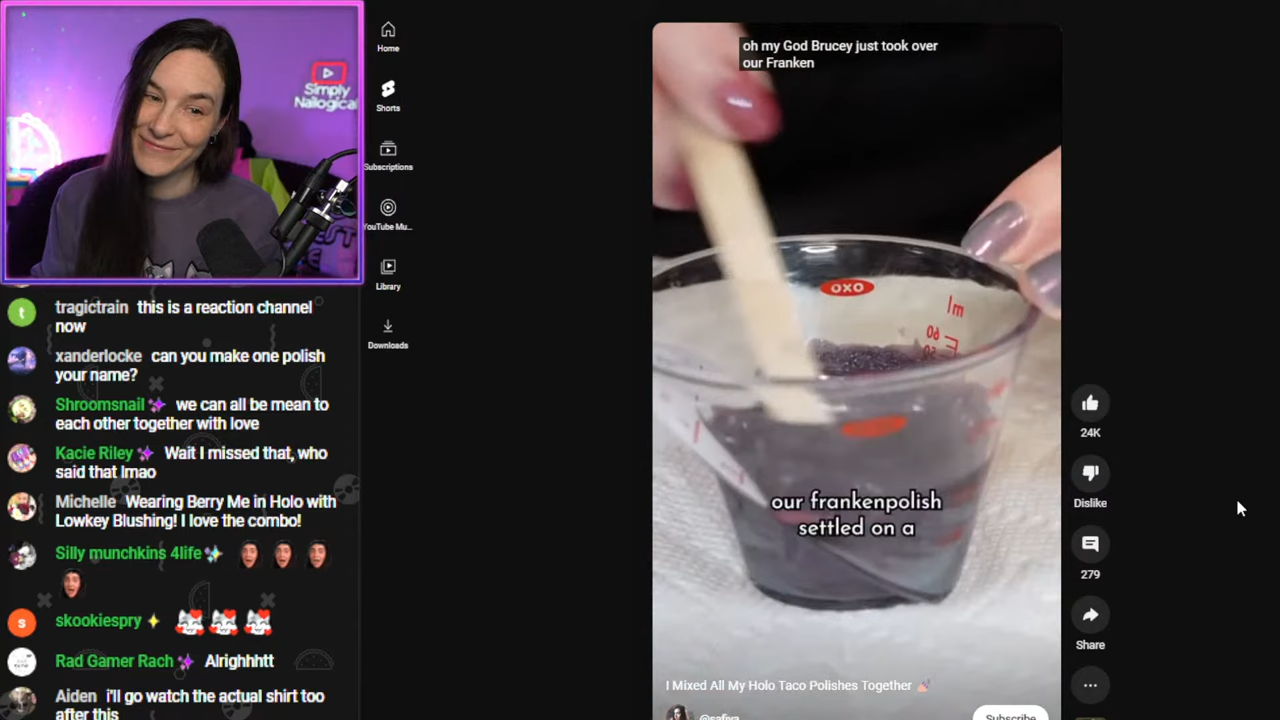 Simply
Nailogical
tragictrain this is a reaction channel
now
xanderlocke can you make one polish
your name?
Shroomsnail we can all be mean to
each other together with love
Kacie Riley Wait I missed that, who
said that lmao
Michelle Wearing Berry Me in Holo with
Lowkey Blushing! I love the combo!
Silly munchkins 4life
skookiespry
Rad Gamer Rach Alrighhhtt
Aiden i'll go watch the actual shirt too
after this
Home
Shorts
Subscriptions
YouTube Mu...
Library
Downloads
oh my God Brucey just took over
our Franken
OXO
ml
60
50
our frankenpolish
settled on a
I Mixed All My Holo Taco Polishes Together 💅
@safiya
Subscribe
24K
Dislike
279
Share